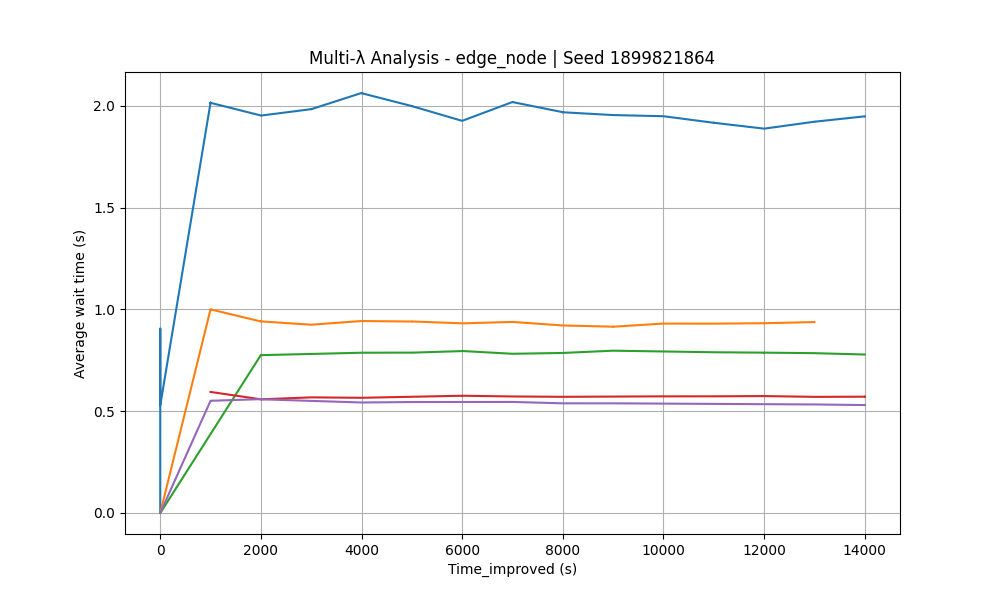 Multi-λ Analysis - edge_node | Seed 1899821864
2.0
1.5
1.0
0.5
0.0
Average wait time (s)
0 2000 4000 6000 8000 10000 12000 14000
Time_improved (s)